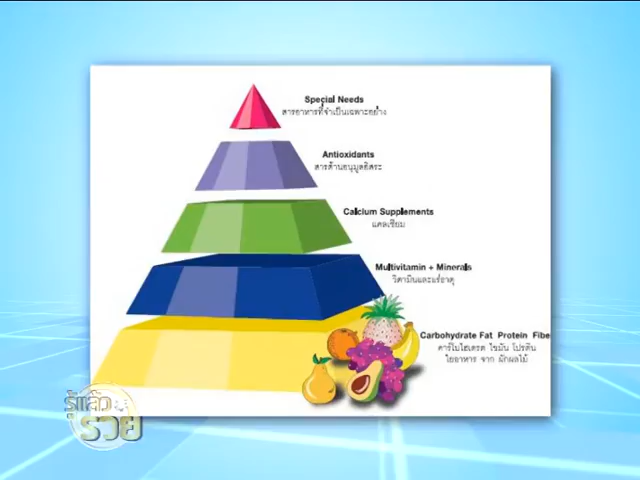 Special Needs
สารอาหารที่จำเป็นเฉพาะอย่าง
Antioxidants
สารต้านอนุมูลอิสระ
Calcium Supplements
แคลเซียม
Multivitamin + Minerals
วิตามินและแร่ธาตุ
Carbohydrate Fat Protein Fibe
คาร์โบไฮเดรต ไขมัน โปรตีน
ใยอาหาร จาก ผักผลไม้
รู้แล้ว
รวย